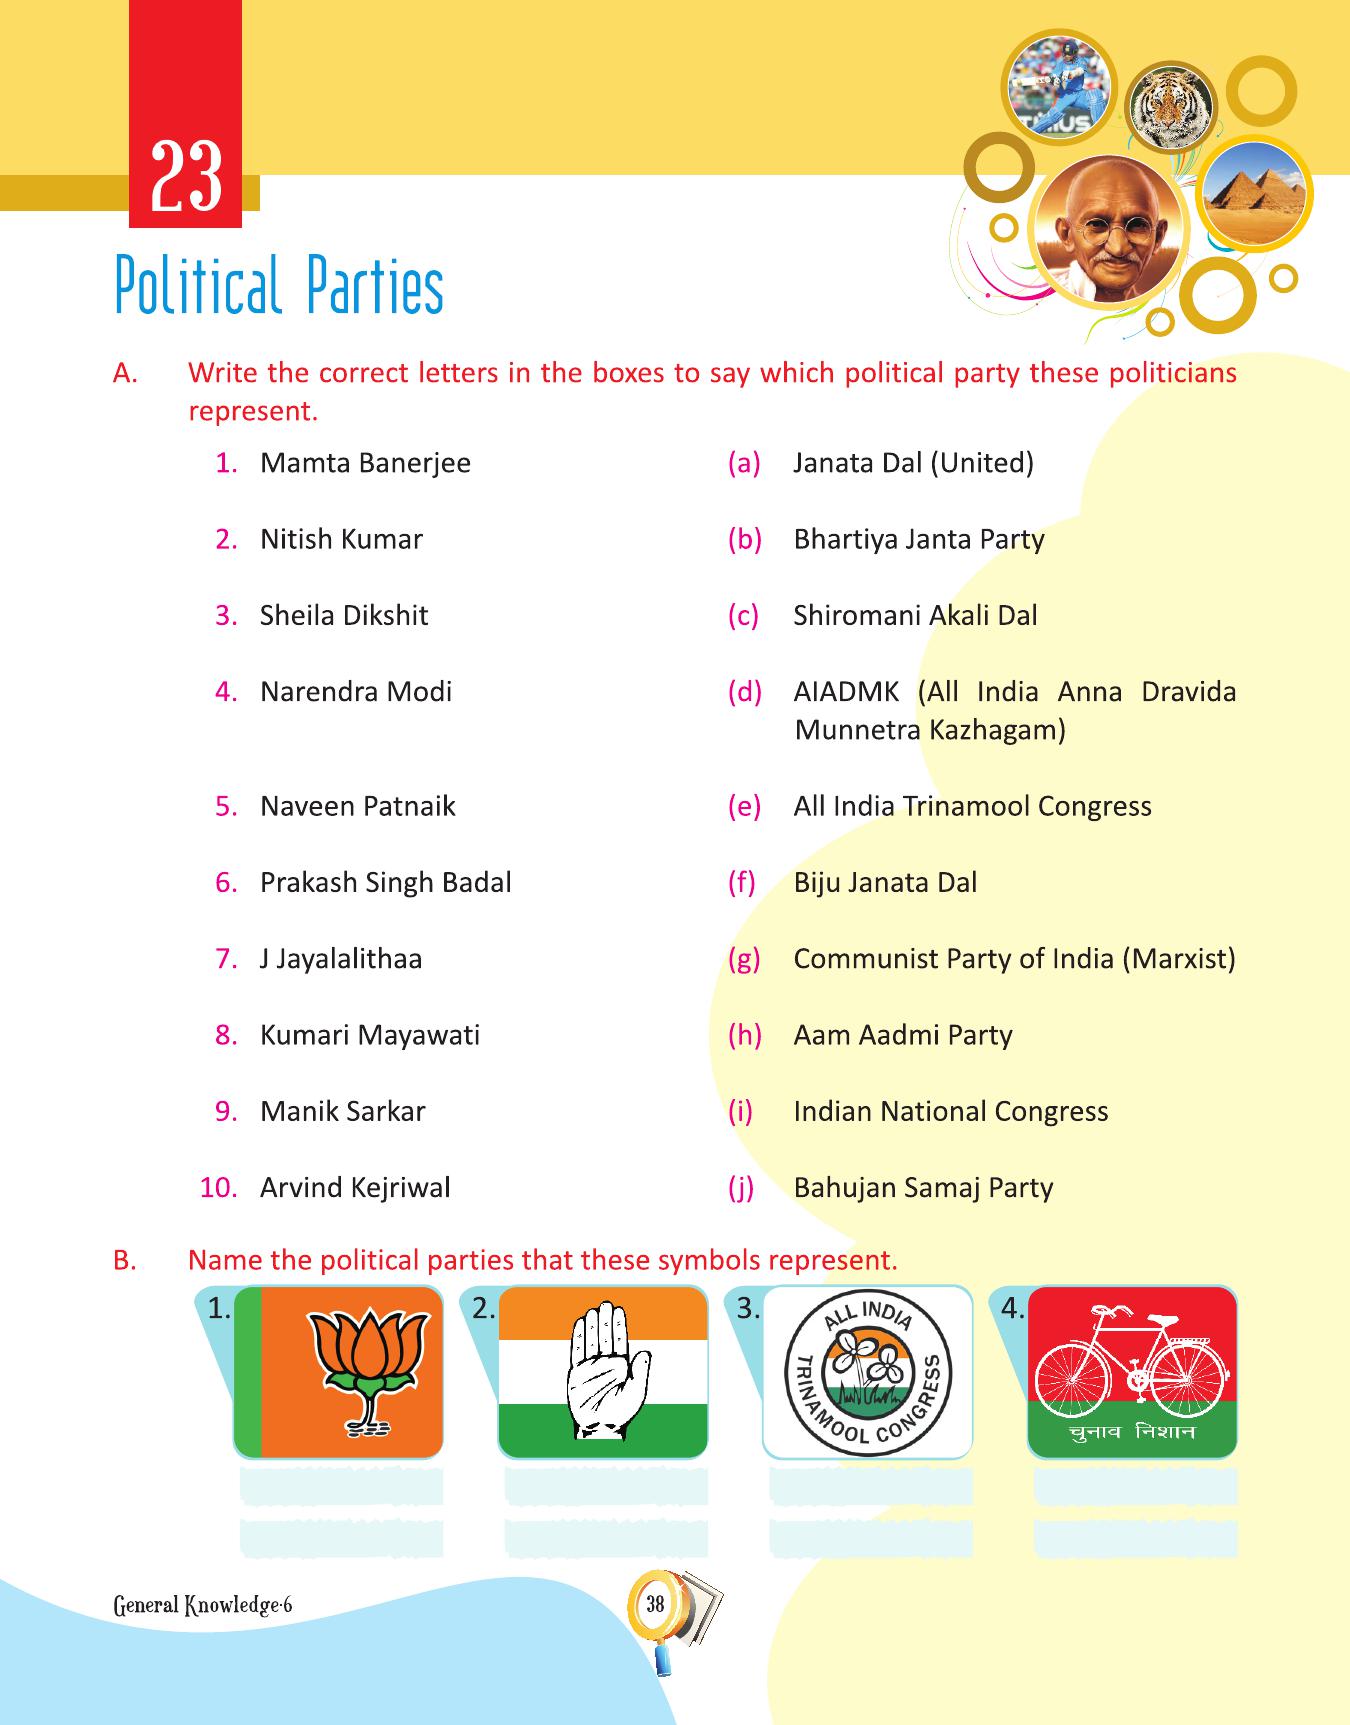 23
Political Parties
A. Write the correct letters in the boxes to say which political party these politicians
represent.
1. Mamta Banerjee (a) Janata Dal (United)
2. Nitish Kumar (b) Bhartiya Janta Party
3. Sheila Dikshit (c) Shiromani Akali Dal
4. Narendra Modi (d) AIADMK (All India Anna Dravida
Munnetra Kazhagam)
5. Naveen Patnaik (e) All India Trinamool Congress
6. Prakash Singh Badal (f) Biju Janata Dal
7. J Jayalalithaa (g) Communist Party of India (Marxist)
8. Kumari Mayawati (h) Aam Aadmi Party
9. Manik Sarkar (i) Indian National Congress
10. Arvind Kejriwal (j) Bahujan Samaj Party
B. Name the political parties that these symbols represent.
1. 2. 3. 4.
ALL INDIA
TRINAMOOL CONGRESS
चुनाव निशान
General Knowledge-6
38